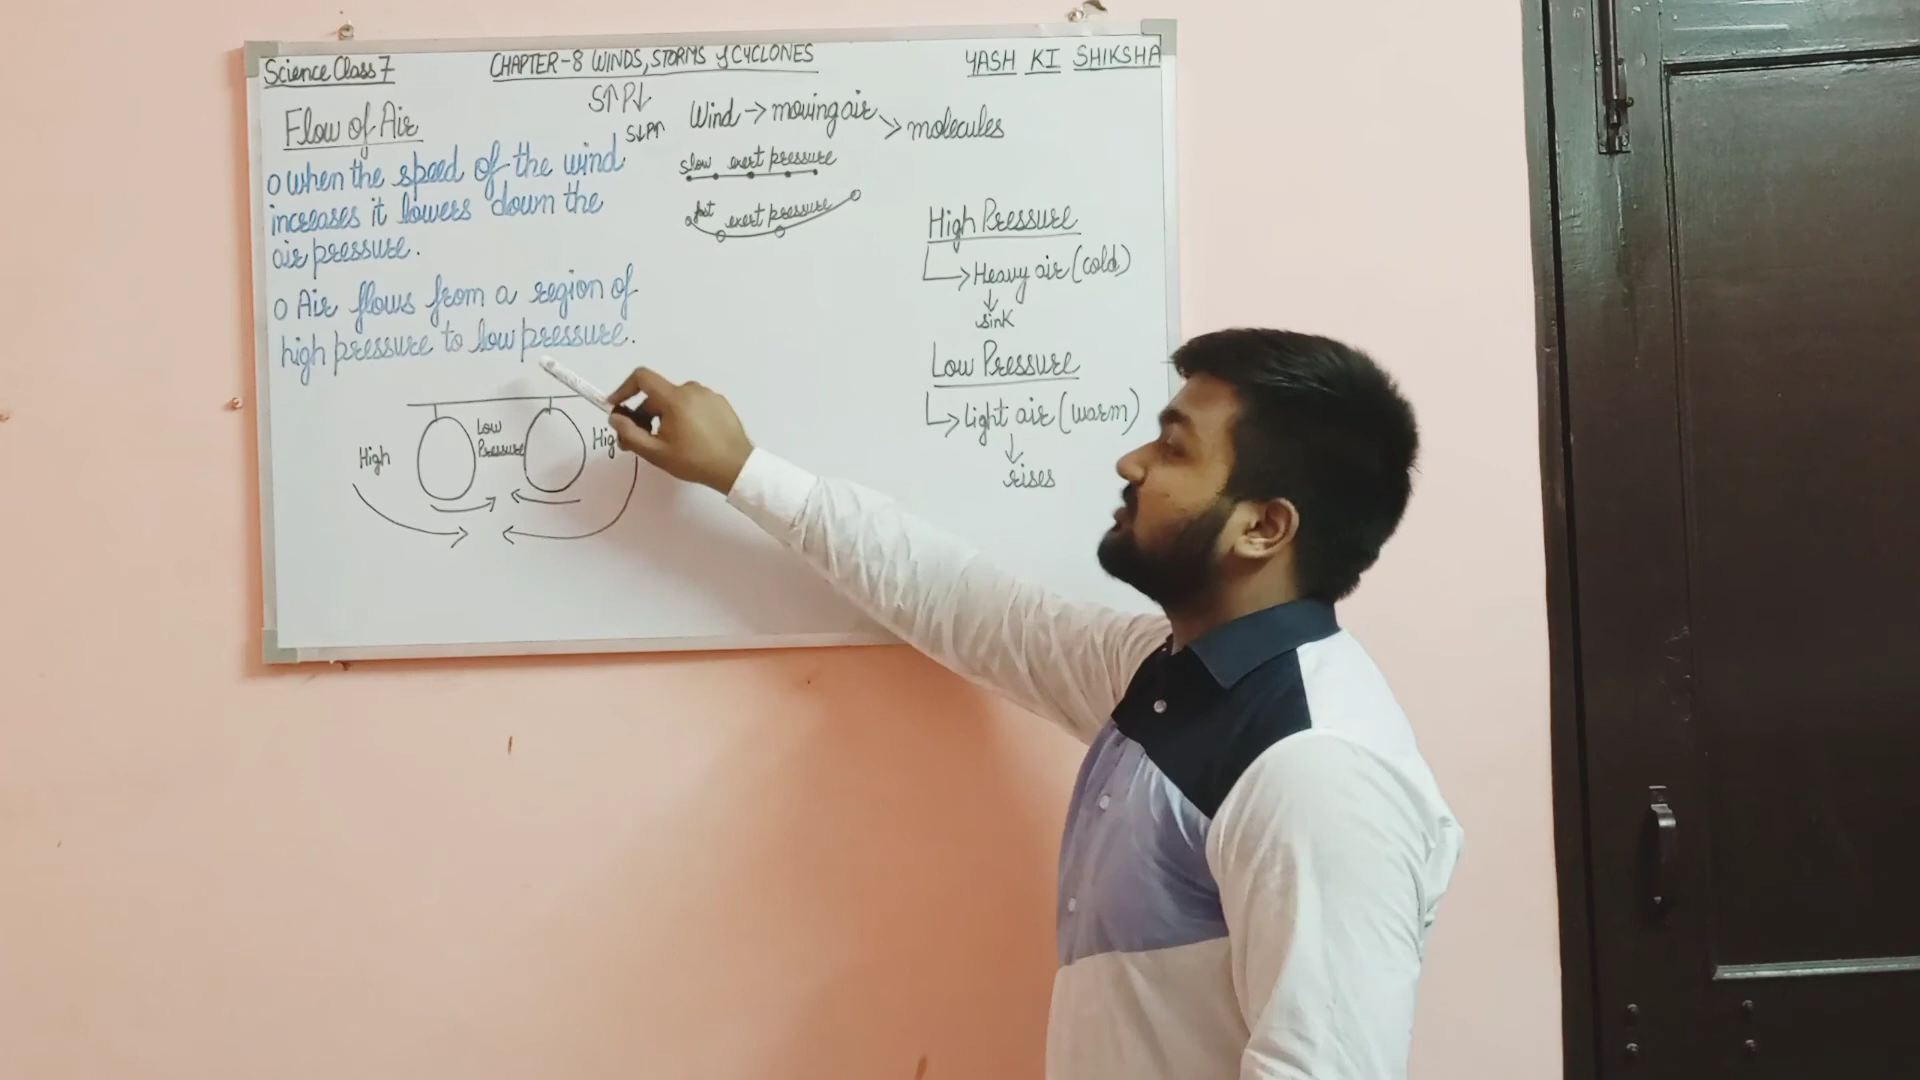 Science Class 7
CHAPTER-8 WINDS, STORMS & CYCLONES
YASH KI SHIKSHA
Flow of Air
S↑P↓
S↓P↑
o when the speed of the wind
increases it lowers down the
air pressure.
o Air flows from a region of
high pressure to low pressure.
High
Low
Pressure
Hig
Wind → moving air
→ molecules
slow exert pressure
fast exert pressure
High Pressure
→ Heavy air (cold)
↓
sink
Low Pressure
→ Light air (warm)
↓
rises